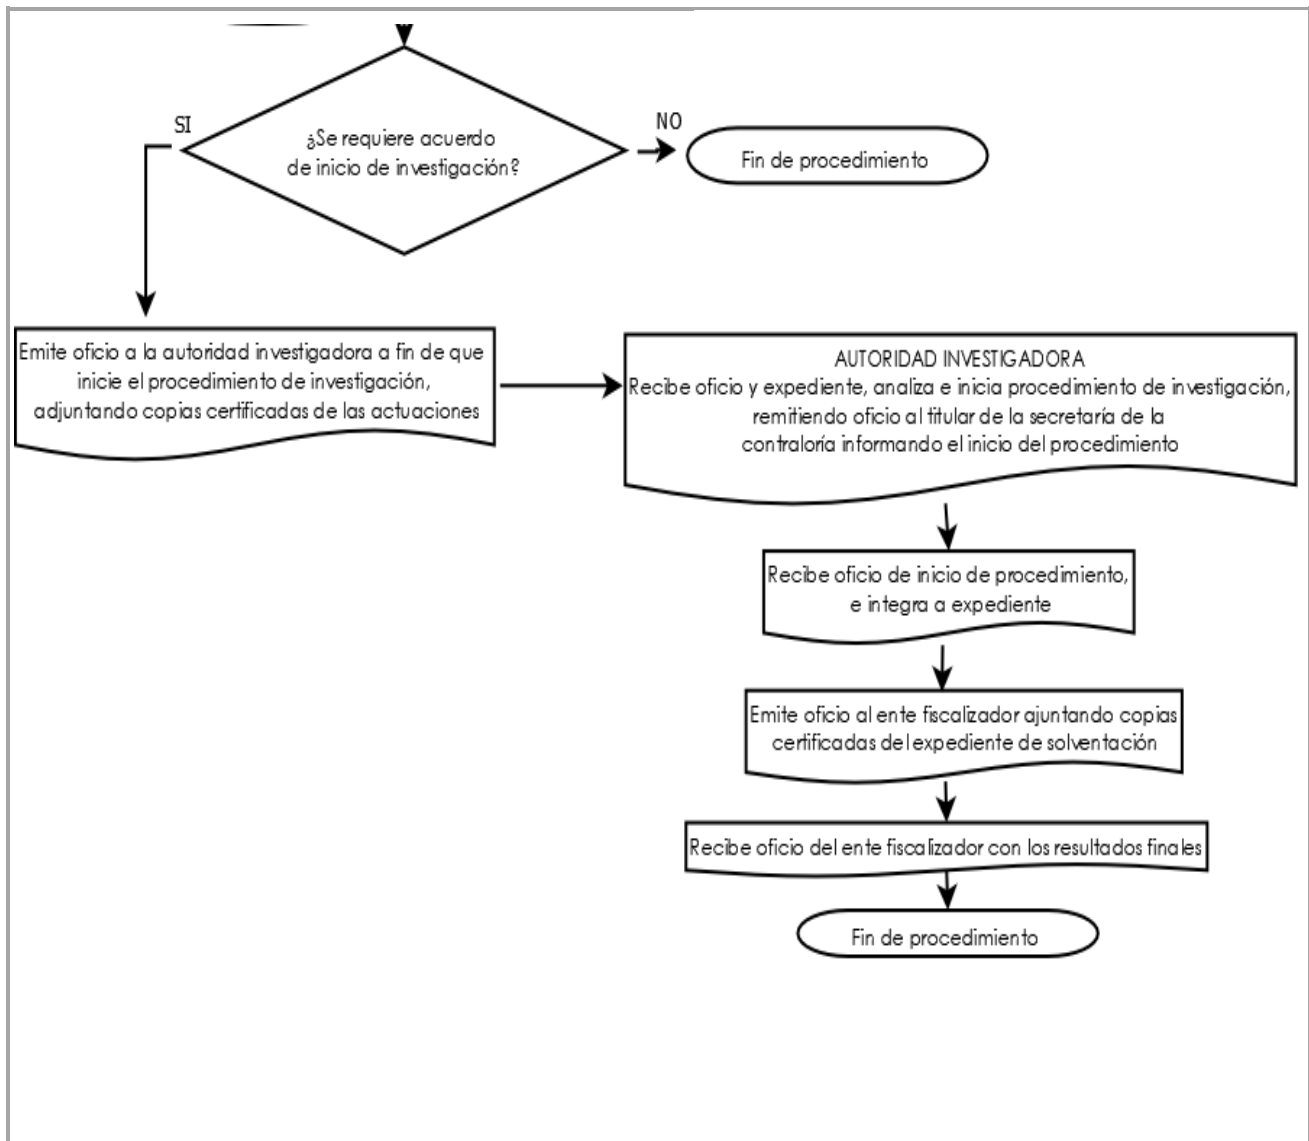 SI
¿Se requiere acuerdo
de inicio de investigación?
NO
Fin de procedimiento
Emite oficio a la autoridad investigadora a fin de que
inicie el procedimiento de investigación,
adjuntando copias certificadas de las actuaciones
AUTORIDAD INVESTIGADORA
Recibe oficio y expediente, analiza e inicia procedimiento de investigación,
remitiendo oficio al titular de la secretaría de la
contraloría informando el inicio del procedimiento
Recibe oficio de inicio de procedimiento,
e integra a expediente
Emite oficio al ente fiscalizador ajuntando copias
certificadas del expediente de solventación
Recibe oficio del ente fiscalizador con los resultados finales
Fin de procedimiento